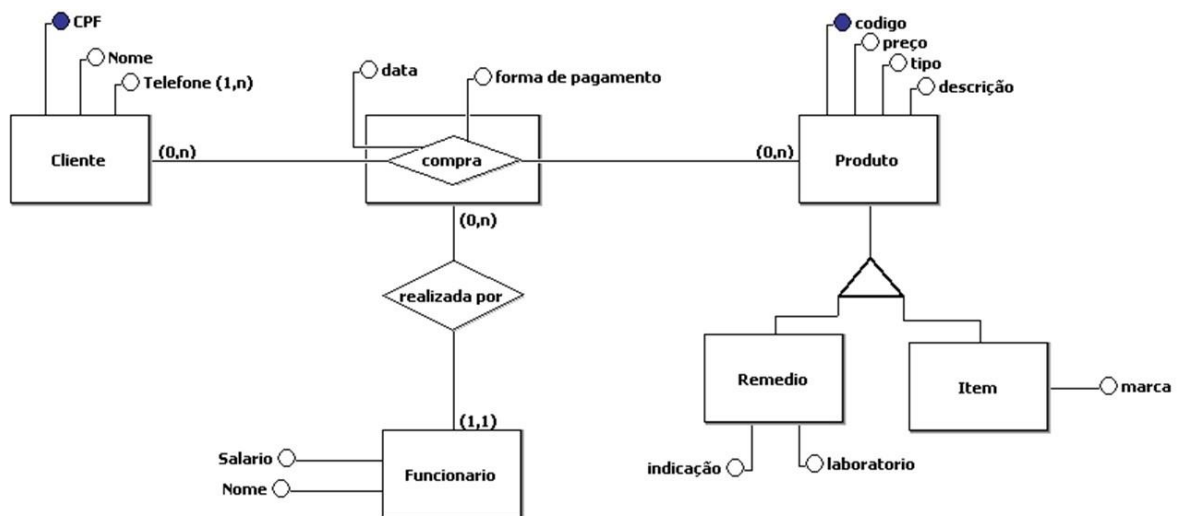 CPF
Nome
Telefone (1,n)
data
forma de pagamento
codigo
preço
tipo
descrição
Cliente
(0,n)
compra
(0,n)
Produto
(0,n)
realizada por
(1,1)
Salario
Nome
Funcionario
Remedio
Item
marca
indicação
laboratorio